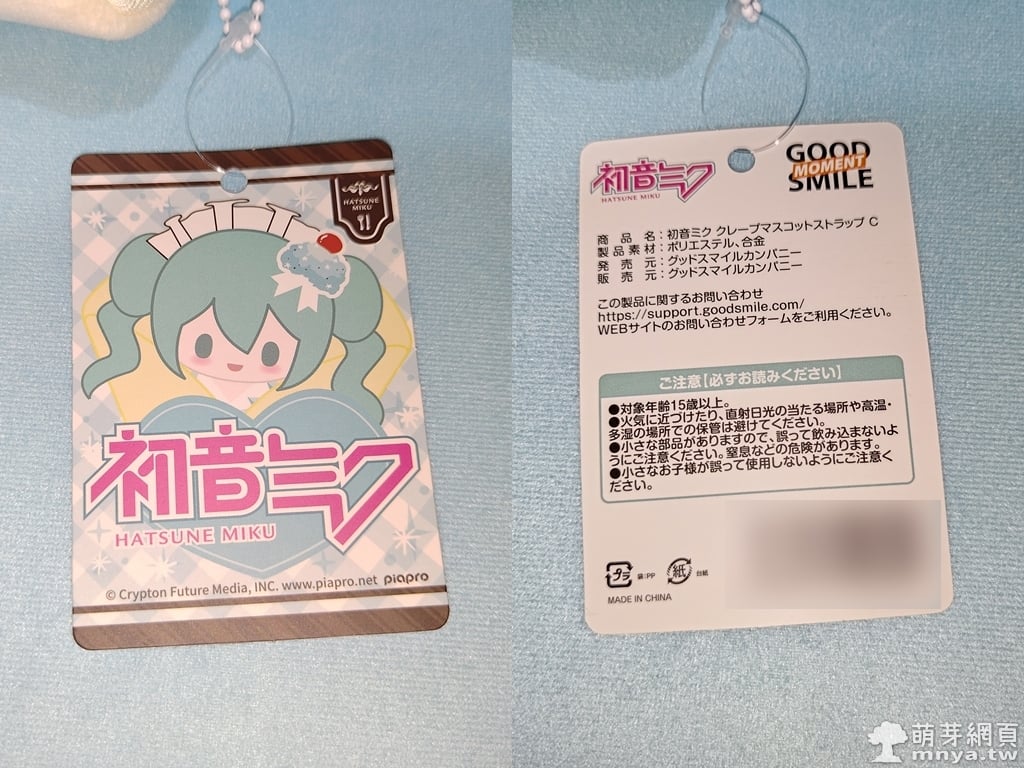 HATSUNE
MIKU
初音ミク
HATSUNE MIKU
© Crypton Future Media, INC. www.piapro.net piapro
初音ミク
HATSUNE MIKU
GOOD
MOMENT
SMILE
商品名：初音ミク クレープマスコットストラップ C
製品素材：ポリエステル、合金
発売元：グッドスマイルカンパニー
販売元：グッドスマイルカンパニー
この製品に関するお問い合わせ
https://support.goodsmile.com/
WEBサイトのお問い合わせフォームをご利用ください。
ご注意【必ずお読みください】
●対象年齢15歳以上。
●火気に近づけたり、直射日光の当たる場所や高温・
多湿の場所での保管は避けてください。
●小さな部品がありますので、誤って飲み込まないよ
うにご注意ください。窒息などの危険があります。
●小さなお子様が誤って使用しないようにご注意く
ださい。
プラ 袋:PP 紙 台紙
MADE IN CHINA
萌芽網頁
mnya.tw